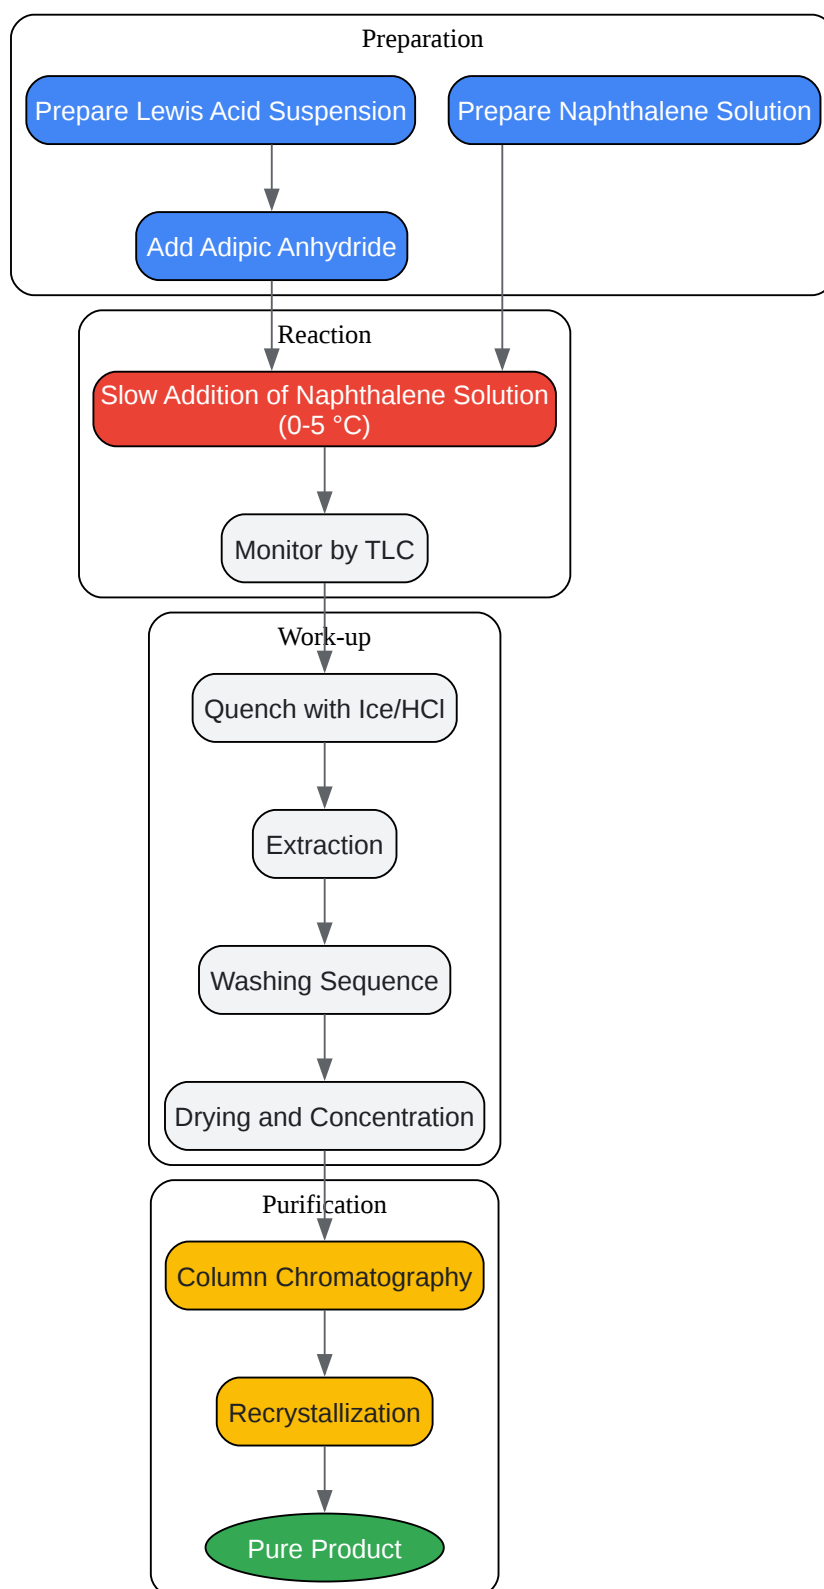 Preparation
Prepare Lewis Acid Suspension
Prepare Naphthalene Solution
Add Adipic Anhydride
Reaction
Slow Addition of Naphthalene Solution
(0-5 °C)
Monitor by TLC
Work-up
Quench with Ice/HCl
Extraction
Washing Sequence
Drying and Concentration
Purification
Column Chromatography
Recrystallization
Pure Product